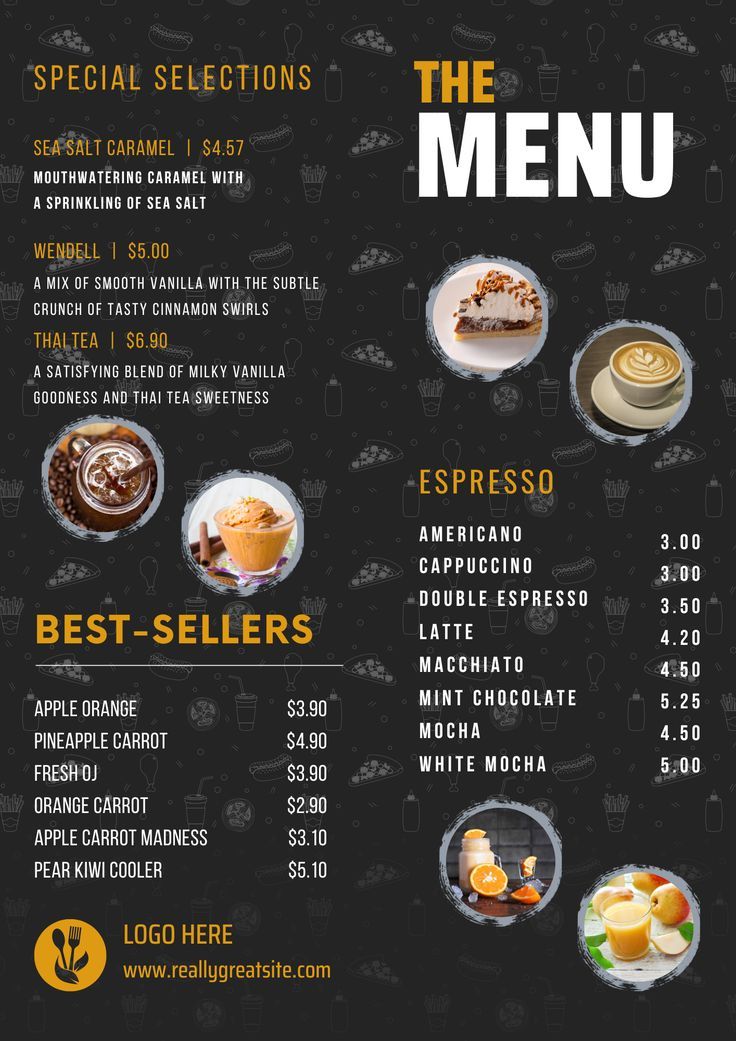 SPECIAL SELECTIONS
SEA SALT CARAMEL | $4.57
MOUTHWATERING CARAMEL WITH
A SPRINKLING OF SEA SALT
WENDELL | $5.00
A MIX OF SMOOTH VANILLA WITH THE SUBTLE
CRUNCH OF TASTY CINNAMON SWIRLS
THAI TEA | $6.90
A SATISFYING BLEND OF MILKY VANILLA
GOODNESS AND THAI TEA SWEETNESS
BEST-SELLERS
APPLE ORANGE $3.90
PINEAPPLE CARROT $4.90
FRESH OJ $3.90
ORANGE CARROT $2.90
APPLE CARROT MADNESS $3.10
PEAR KIWI COOLER $5.10
LOGO HERE
www.reallygreatsite.com
THE
MENU
ESPRESSO
AMERICANO 3.00
CAPPUCCINO 3.00
DOUBLE ESPRESSO 3.50
LATTE 4.20
MACCHIATO 4.50
MINT CHOCOLATE 5.25
MOCHA 4.50
WHITE MOCHA 5.00